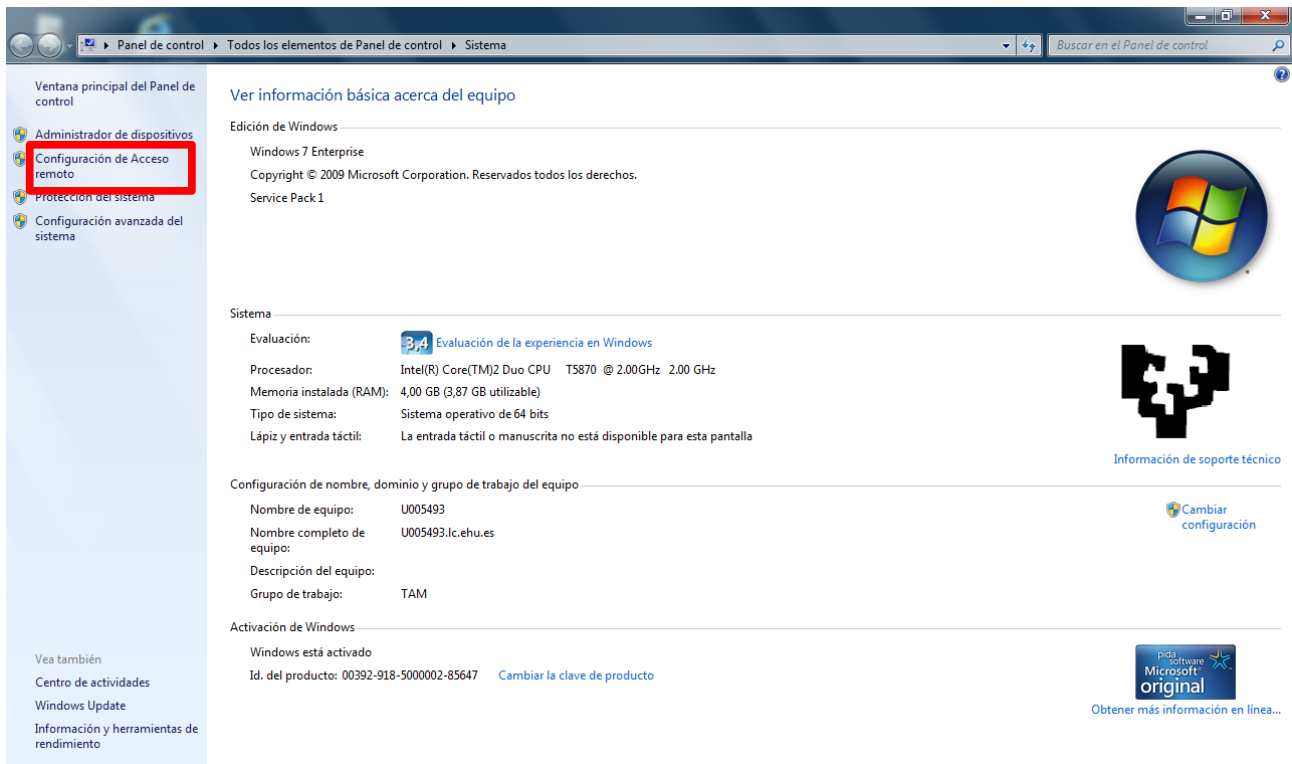 Panel de control ▸ Todos los elementos de Panel de control ▸ Sistema
Buscar en el Panel de control
Ventana principal del Panel de
control
Administrador de dispositivos
Configuración de Acceso
remoto
Protección del sistema
Configuración avanzada del
sistema
Vea también
Centro de actividades
Windows Update
Información y herramientas de
rendimiento
Ver información básica acerca del equipo
Edición de Windows
Windows 7 Enterprise
Copyright © 2009 Microsoft Corporation. Reservados todos los derechos.
Service Pack 1
Sistema
Evaluación: 3,4 Evaluación de la experiencia en Windows
Procesador: Intel(R) Core(TM)2 Duo CPU T5870 @ 2.00GHz 2.00 GHz
Memoria instalada (RAM): 4,00 GB (3,87 GB utilizable)
Tipo de sistema: Sistema operativo de 64 bits
Lápiz y entrada táctil: La entrada táctil o manuscrita no está disponible para esta pantalla
Información de soporte técnico
Configuración de nombre, dominio y grupo de trabajo del equipo
Nombre de equipo: U005493
Cambiar
configuración
Nombre completo de U005493.lc.ehu.es
equipo:
Descripción del equipo:
Grupo de trabajo: TAM
Activación de Windows
Windows está activado
Id. del producto: 00392-918-5000002-85647 Cambiar la clave de producto
pida
software
Microsoft
original
Obtener más información en línea...